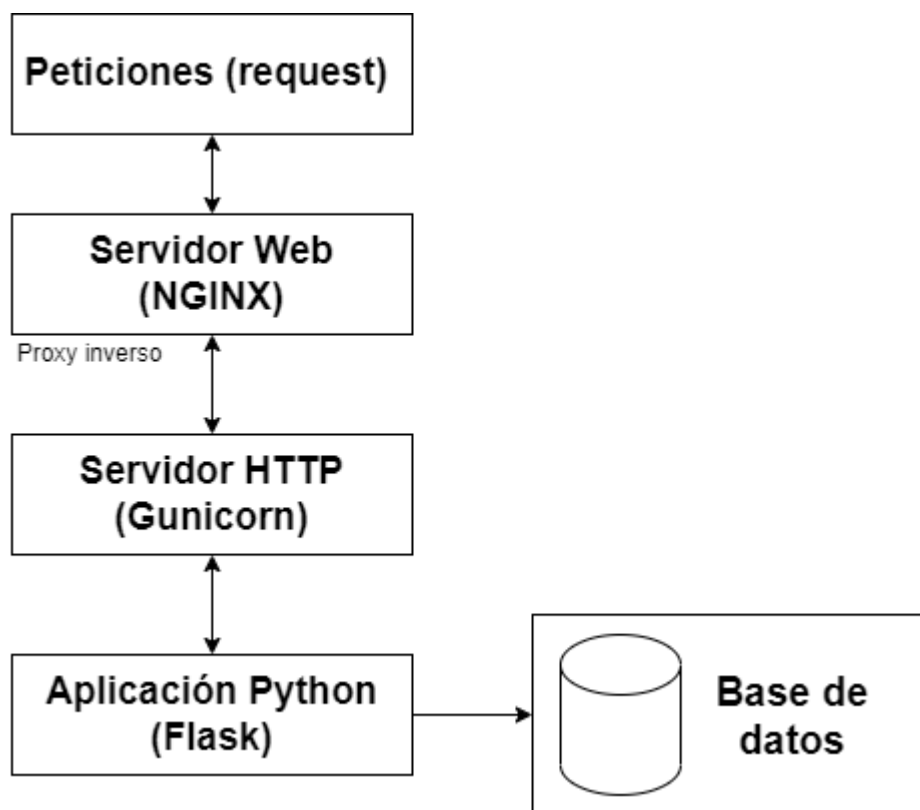 Peticiones (request)
Servidor Web
(NGINX)
Proxy inverso
Servidor HTTP
(Gunicorn)
Aplicación Python
(Flask)
Base de
datos